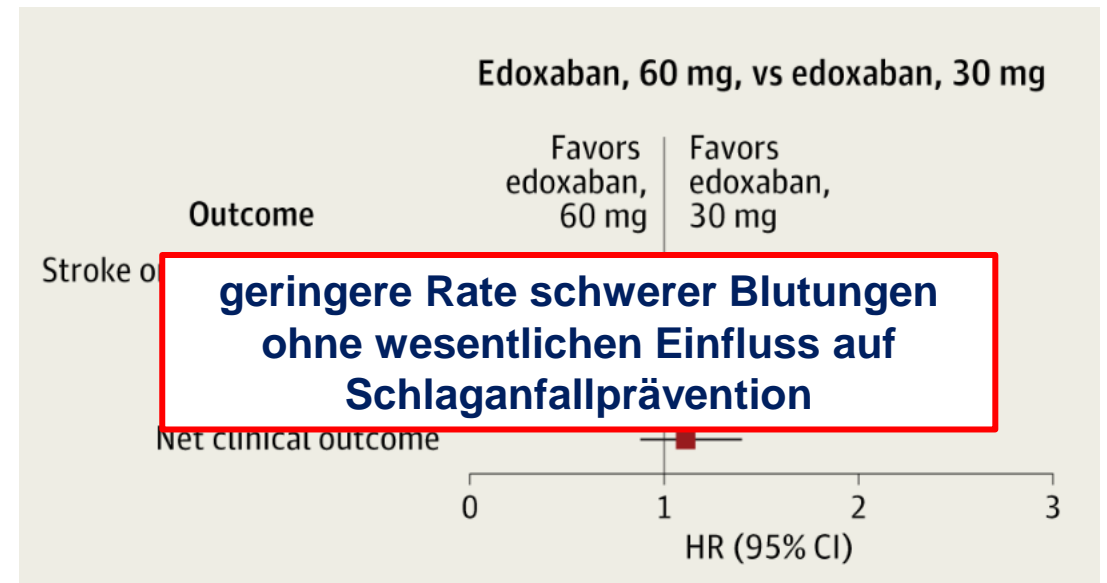 Edoxaban, 60 mg, vs edoxaban, 30 mg
Favors
edoxaban,
60 mg
Favors
edoxaban,
30 mg
Outcome
Stroke
geringere Rate schwerer Blutungen
ohne wesentlichen Einfluss auf
Schlaganfallprävention
Net clinical outcome
0 1 2 3
HR (95% CI)